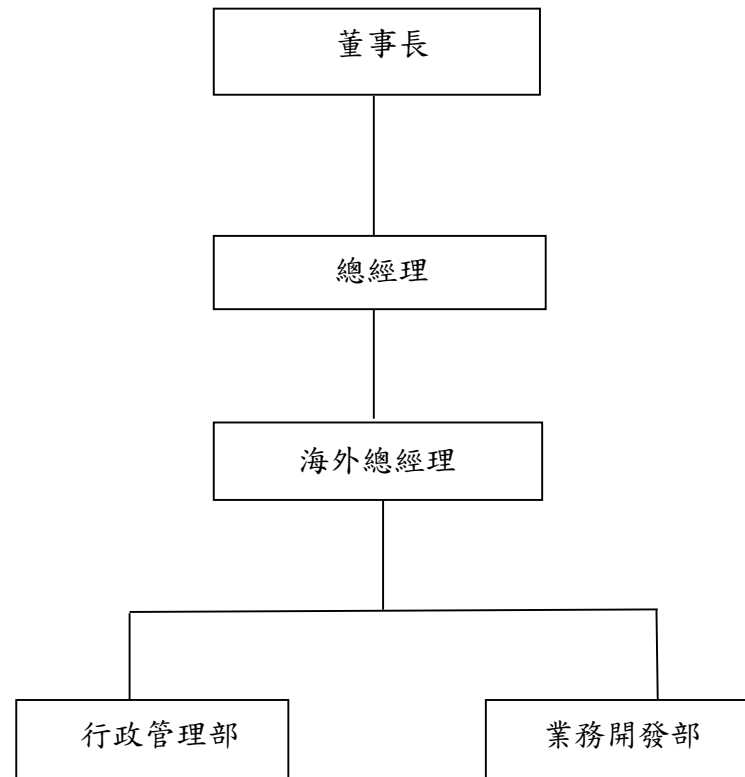 董事長
總經理
海外總經理
行政管理部
業務開發部